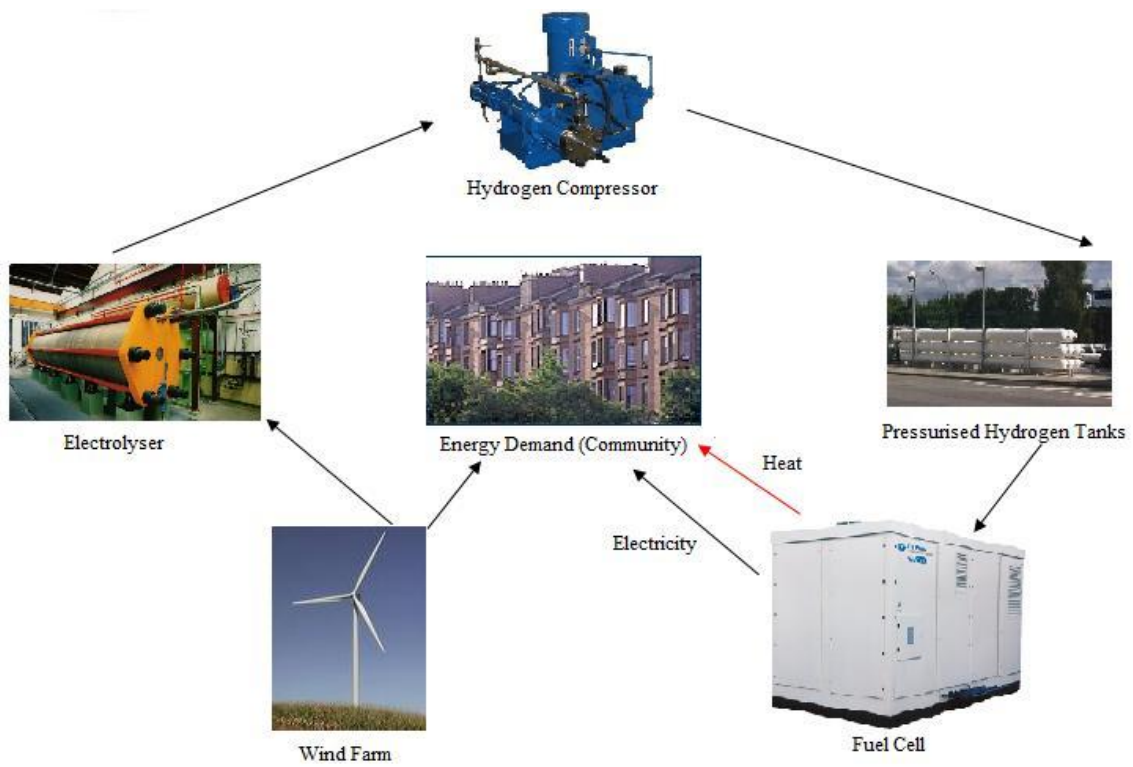 Hydrogen Compressor
Electrolyser
Energy Demand (Community)
Pressurised Hydrogen Tanks
Heat
Electricity
Wind Farm
Fuel Cell